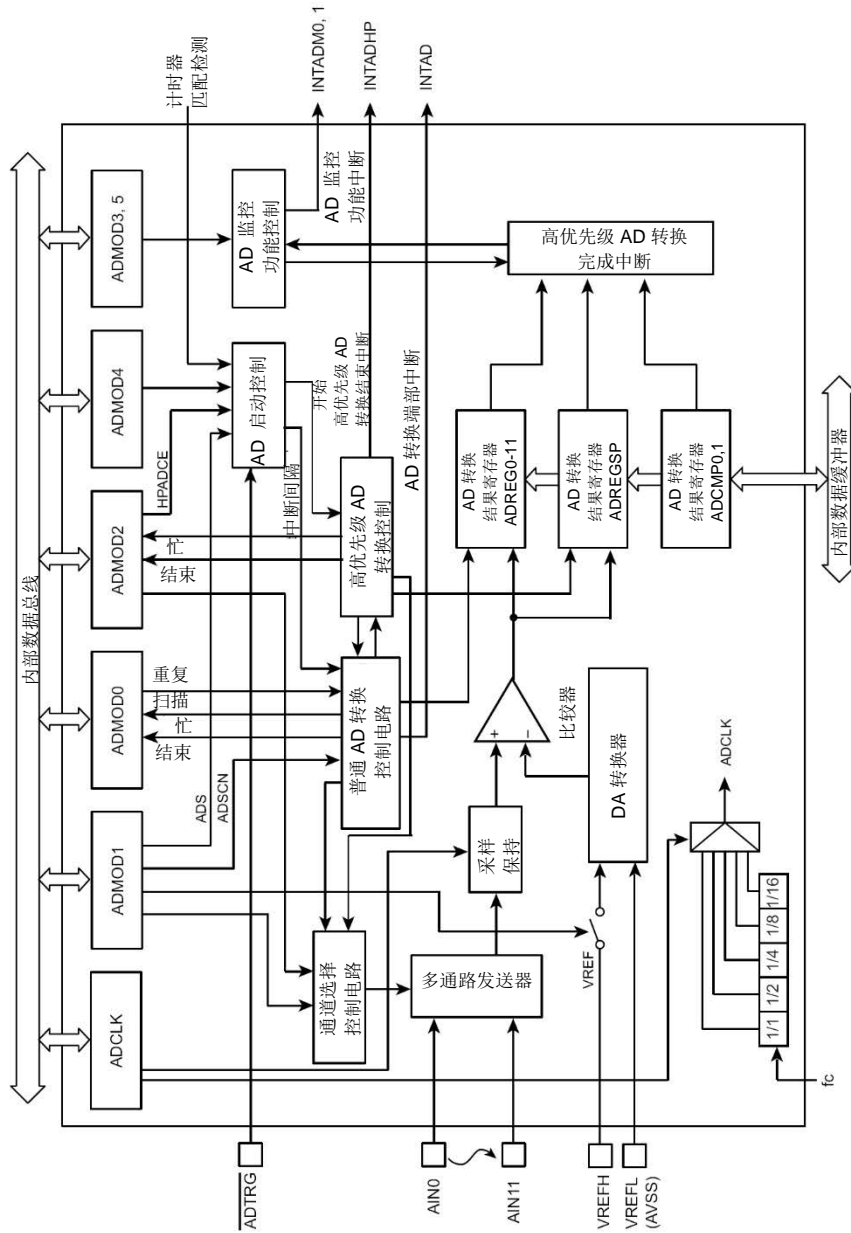 内部数据总线
ADCLK
ADMOD1
ADMOD0
ADMOD2
ADMOD4
ADMOD3, 5
ADS
ADSCN
结束
忙
扫描
重复
结束
忙
HPADCE
计时器
匹配检测
ADTRG
AD 启动控制
AD 监控
功能控制
AD 监控
功能中断
INTADM0, 1
开始
高优先级 AD
转换结束中断
INTADHP
中断间隔
AD 转换端部中断
INTAD
通道选择
控制电路
普通 AD 转换
控制电路
高优先级 AD
转换控制
AIN0
AIN11
多通路发送器
采样
保持
+
−
比较器
AD 转换
结果寄存器
ADREG0-11
AD 转换
结果寄存器
ADREGSP
AD 转换
结果寄存器
ADCMP0,1
高优先级 AD 转换
完成中断
VREFH
VREFL
(AVSS)
VREF
DA 转换器
fc
1/1
1/2
1/4
1/8
1/16
ADCLK
内部数据缓冲器